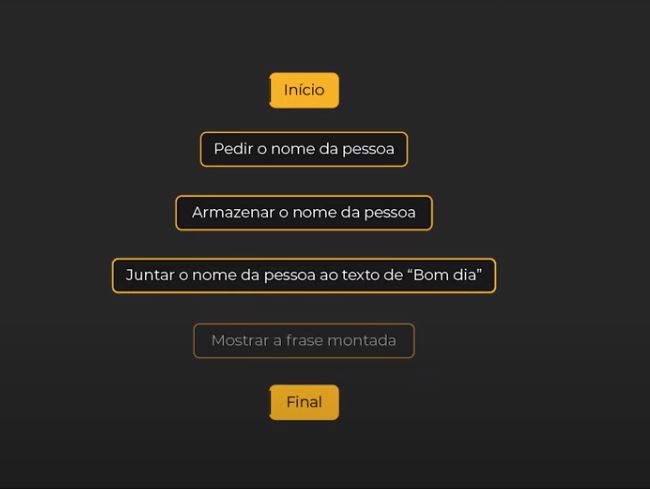 Início
Pedir o nome da pessoa
Armazenar o nome da pessoa
Juntar o nome da pessoa ao texto de “Bom dia”
Mostrar a frase montada
Final